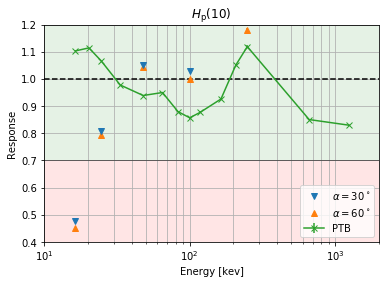 Hp(10)
1.2
1.1
1.0
0.9
0.8
0.7
0.6
0.5
0.4
Response
α = 30°
α = 60°
PTB
10¹ 10² 10³
Energy [kev]